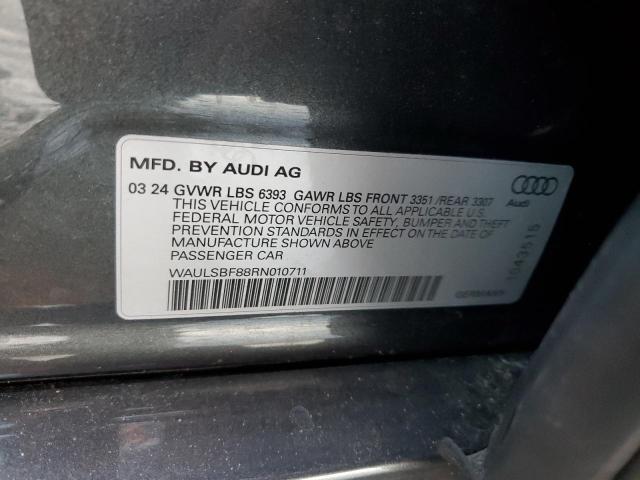 MFD. BY AUDI AG
03 24 GVWR LBS 6393 GAWR LBS FRONT 3351 /REAR 3307
THIS VEHICLE CONFORMS TO ALL APPLICABLE U.S.
FEDERAL MOTOR VEHICLE SAFETY, BUMPER AND THEFT
PREVENTION STANDARDS IN EFFECT ON THE DATE OF
MANUFACTURE SHOWN ABOVE
PASSENGER CAR
WAULSBF88RN010711
Audi
1543515
GERMANY